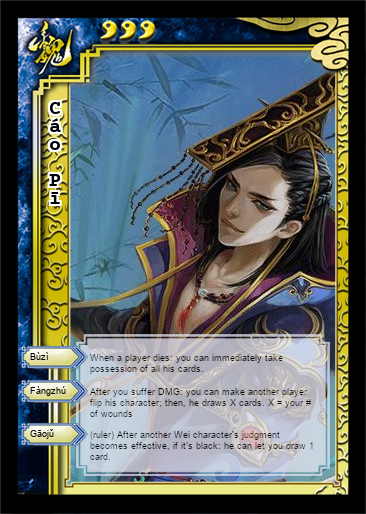 魏
Cáo Pī
Bùzì
When a player dies: you can immediately take
possession of all his cards.
Fàngzhú
After you suffer DMG: you can make another player
flip his character; then, he draws X cards. X = your #
of wounds
Gāojǔ
(ruler) After another Wei character's judgment
becomes effective, if it's black: he can let you draw 1
card.